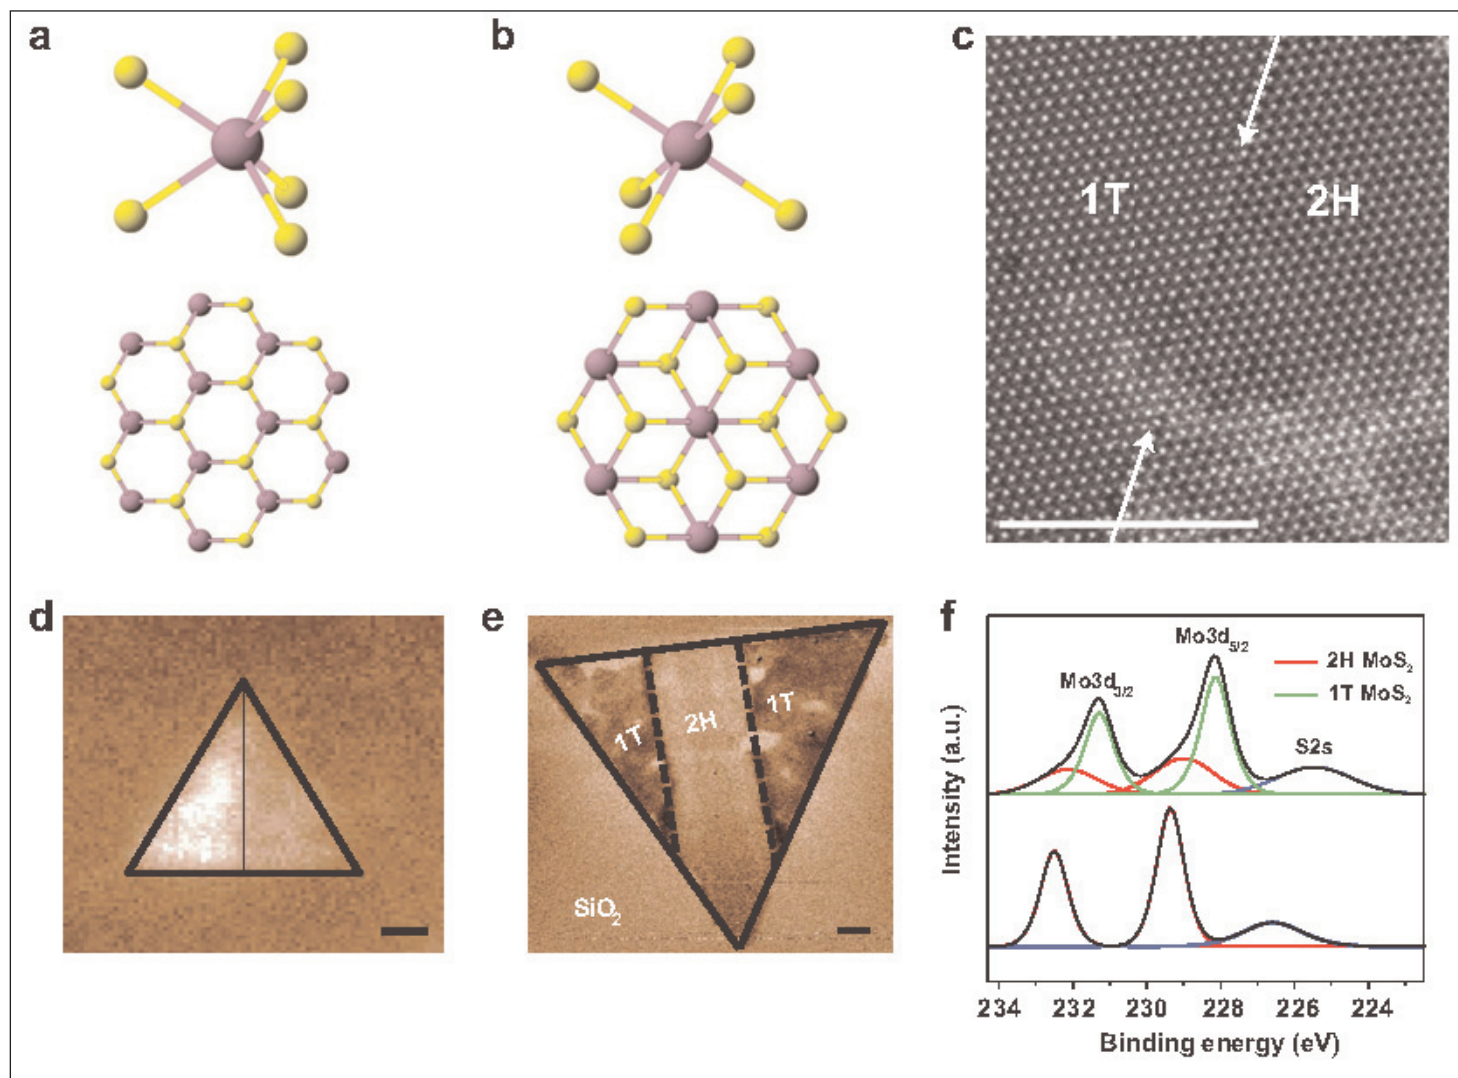 a
b
c
1T
2H
d
e
1T
2H
1T
SiO₂
f
Mo3d₅/₂
Mo3d₃/₂
2H MoS₂
1T MoS₂
S2s
Intensity (a.u.)
234 232 230 228 226 224
Binding energy (eV)